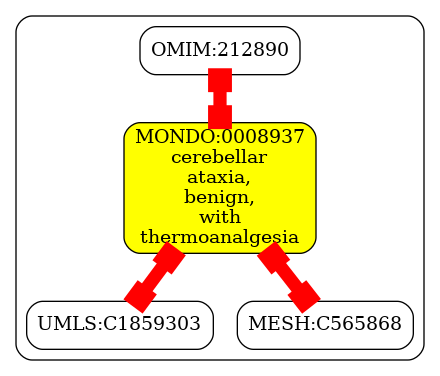 OMIM:212890
MONDO:0008937
cerebellar
ataxia,
benign,
with
thermoanalgesia
UMLS:C1859303
MESH:C565868